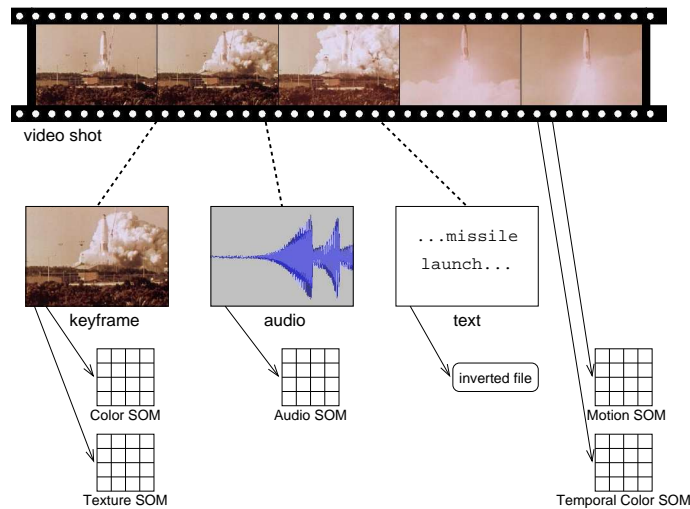 video shot
...missile
launch...
keyframe
audio
text
inverted file
Color SOM
Audio SOM
Motion SOM
Texture SOM
Temporal Color SOM